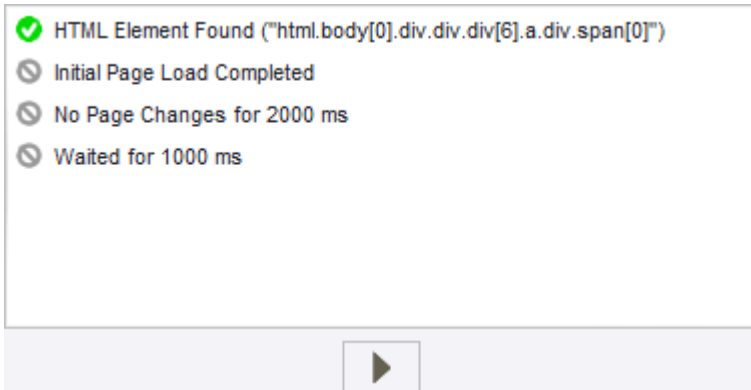 HTML Element Found ("html.body[0].div.div.div[6].a.div.span[0]")
Initial Page Load Completed
No Page Changes for 2000 ms
Waited for 1000 ms